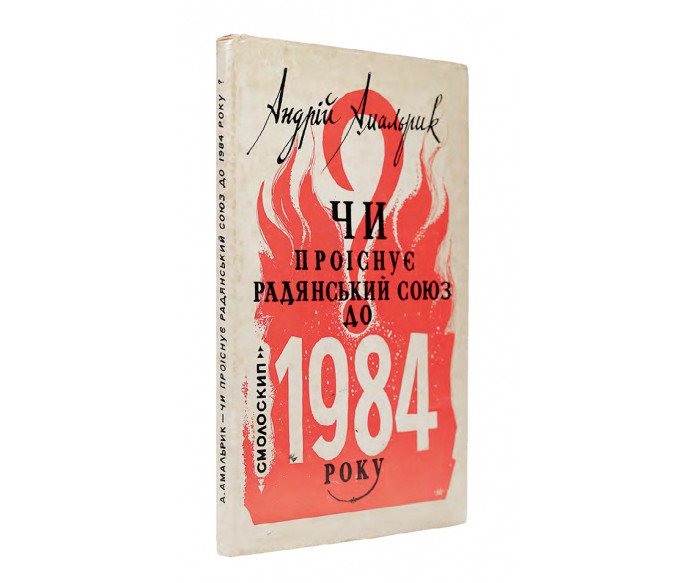 А. АМАЛЬРИК — ЧИ ПРОІСНУЄ РАДЯНСЬКИЙ СОЮЗ ДО 1984 РОКУ ?
Андрій Амальрик
?
ЧИ
ПРОІСНУЄ
РАДЯНСЬКИЙ СОЮЗ
ДО
1984
РОКУ
СМОЛОСКИП